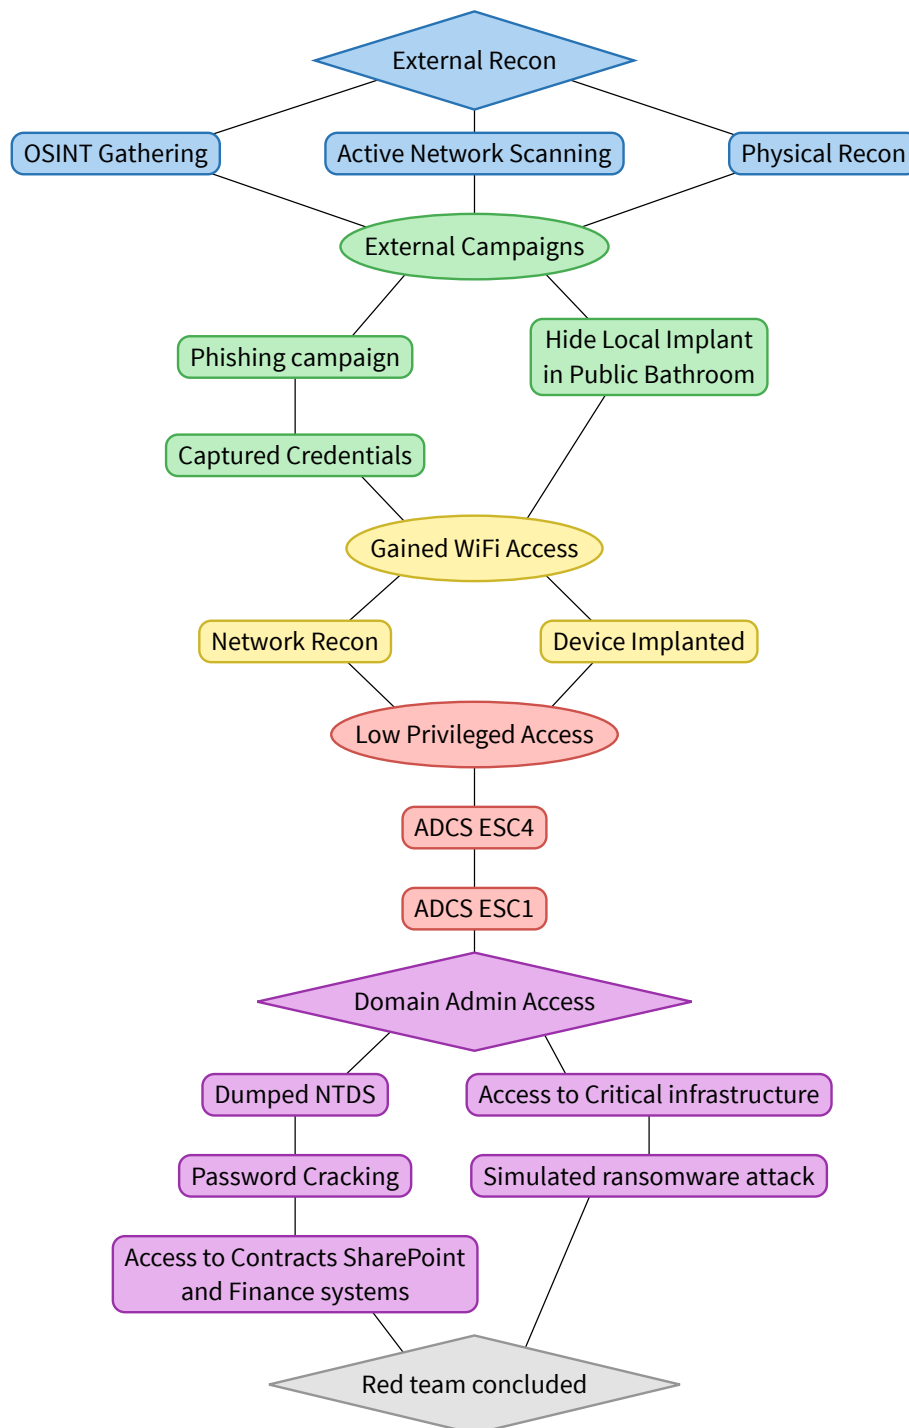 External Recon
OSINT Gathering
Active Network Scanning
Physical Recon
External Campaigns
Phishing campaign
Hide Local Implant
in Public Bathroom
Captured Credentials
Gained WiFi Access
Network Recon
Device Implanted
Low Privileged Access
ADCS ESC4
ADCS ESC1
Domain Admin Access
Dumped NTDS
Access to Critical infrastructure
Password Cracking
Simulated ransomware attack
Access to Contracts SharePoint
and Finance systems
Red team concluded